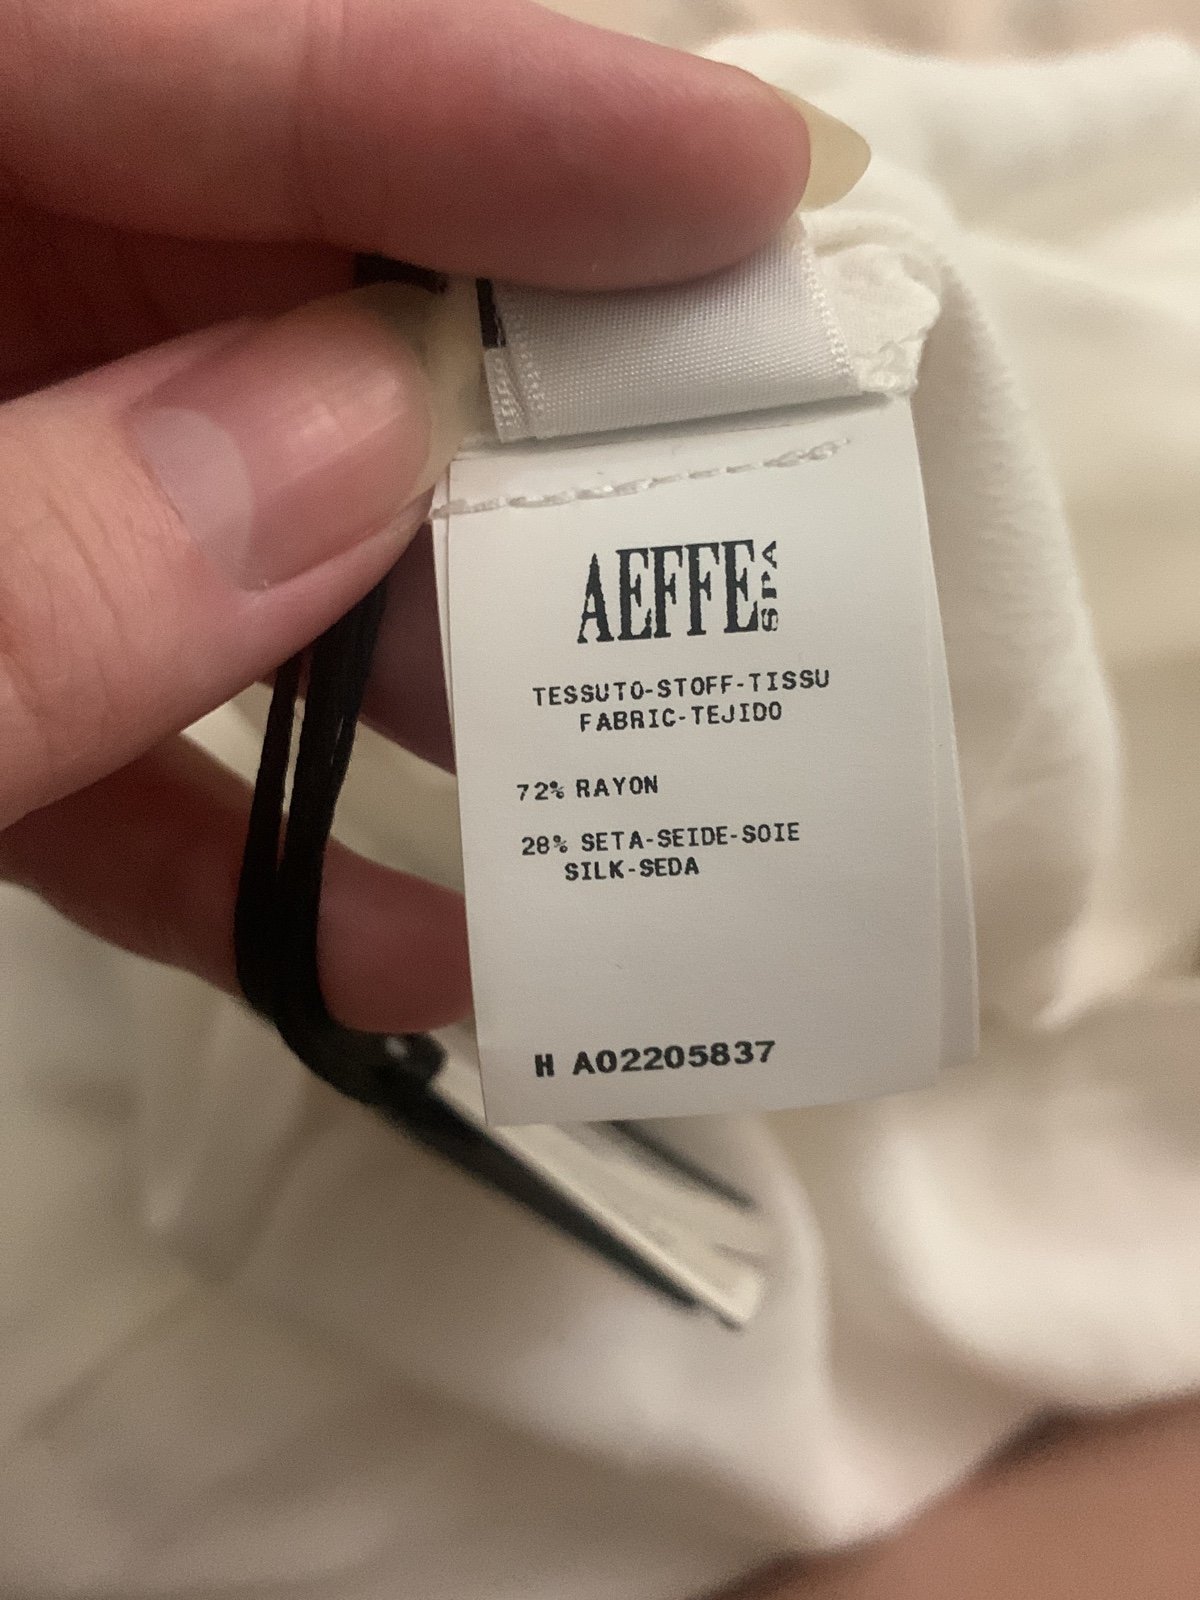 AEFFE SPA
TESSUTO-STOFF-TISSU
FABRIC-TEJIDO
72% RAYON
28% SETA-SEIDE-SOIE
SILK-SEDA
H A02205837